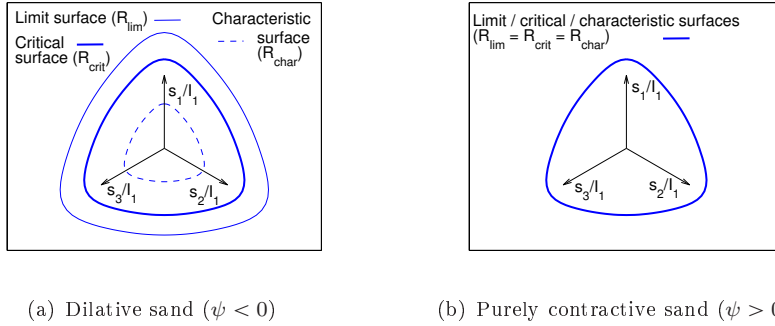 Limit surface (R_lim)
Critical
surface (R_crit)
Characteristic
surface
(R_char)
s_1/I_1
s_3/I_1
s_2/I_1
(a) Dilative sand (ψ < 0)
Limit / critical / characteristic surfaces
(R_lim = R_crit = R_char)
s_1/I_1
s_3/I_1
s_2/I_1
(b) Purely contractive sand (ψ > 0